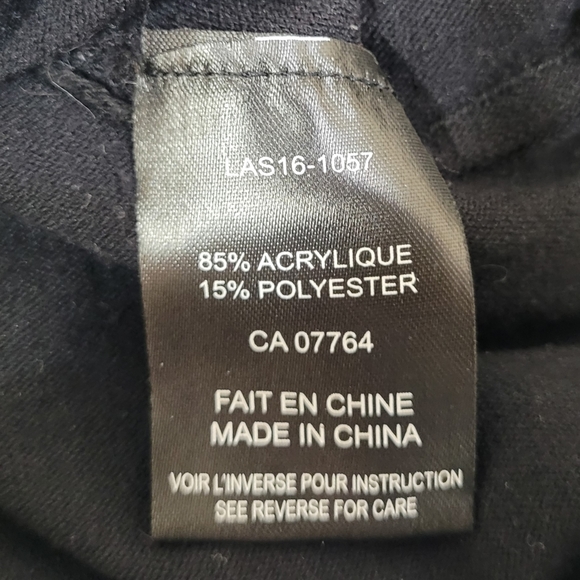 LAS16-1057
85% ACRYLIQUE
15% POLYESTER
CA 07764
FAIT EN CHINE
MADE IN CHINA
VOIR L'INVERSE POUR INSTRUCTION
SEE REVERSE FOR CARE